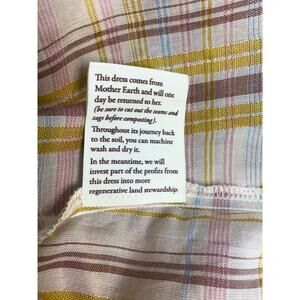 This dress comes from
Mother Earth and will one
day be returned to her.
(be sure to cut out the seams and
tags before composting).
Throughout its journey back
to the soil, you can machine
wash and dry it.
In the meantime, we will
invest part of the profits from
this dress into more
regenerative land stewardship.